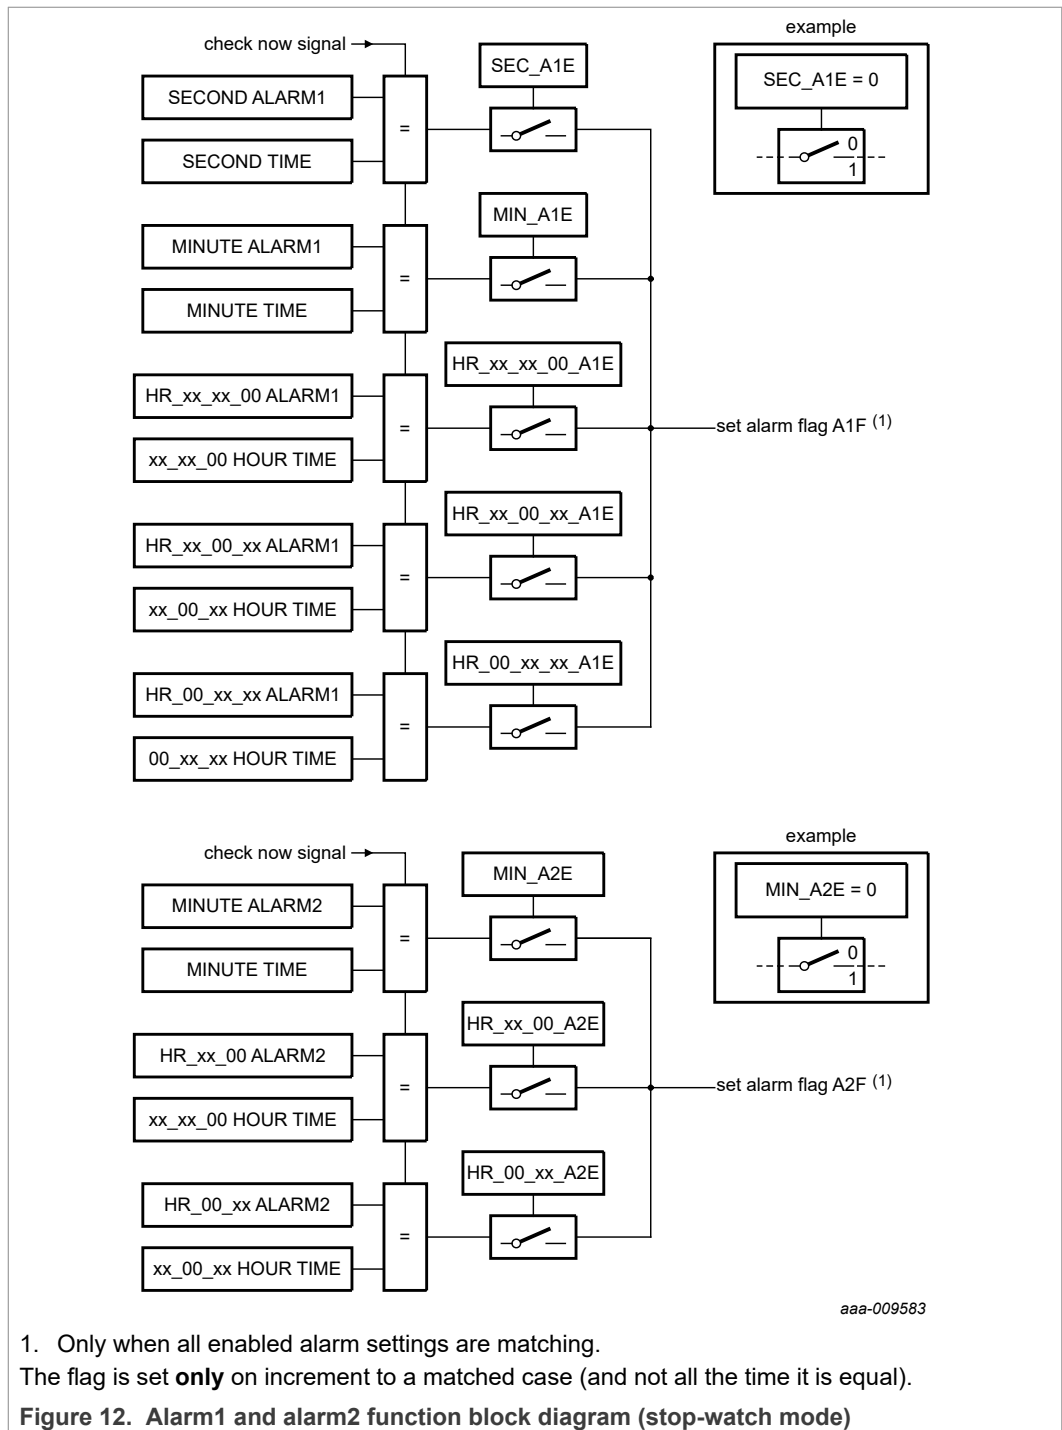 example
check now signal
SEC_A1E
SEC_A1E = 0
SECOND ALARM1
=
0
1
SECOND TIME
MIN_A1E
MINUTE ALARM1
=
MINUTE TIME
HR_xx_xx_00_A1E
HR_xx_xx_00 ALARM1
=
set alarm flag A1F (1)
xx_xx_00 HOUR TIME
HR_xx_00_xx_A1E
HR_xx_00_xx ALARM1
=
xx_00_xx HOUR TIME
HR_00_xx_xx_A1E
HR_00_xx_xx ALARM1
=
00_xx_xx HOUR TIME
example
check now signal
MIN_A2E
MIN_A2E = 0
MINUTE ALARM2
=
0
1
MINUTE TIME
HR_xx_00_A2E
HR_xx_00 ALARM2
=
set alarm flag A2F (1)
xx_xx_00 HOUR TIME
HR_00_xx_A2E
HR_00_xx ALARM2
=
xx_00_xx HOUR TIME
aaa-009583
1. Only when all enabled alarm settings are matching.
The flag is set only on increment to a matched case (and not all the time it is equal).
Figure 12. Alarm1 and alarm2 function block diagram (stop-watch mode)